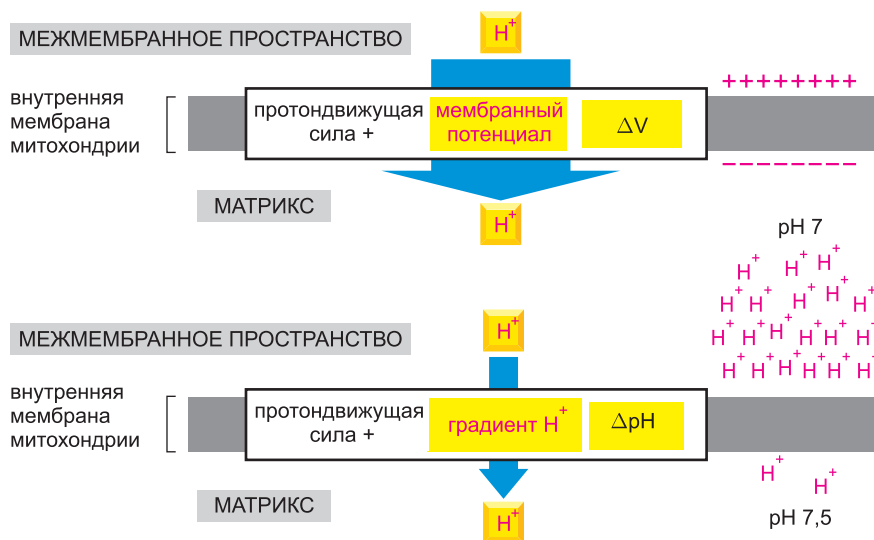 МЕЖМЕМБРАННОЕ ПРОСТРАНСТВО
H+
внутренняя
мембрана
митохондрии
протондвижущая
сила +
мембранный
потенциал
ΔV
++++++++
−−−−−−−−
МАТРИКС
H+
pH 7
H+ H+ H+
H+ H+ H+ H+ H+
H+ H+ H+ H+ H+ H+
H+ H+ H+ H+ H+ H+
МЕЖМЕМБРАННОЕ ПРОСТРАНСТВО
H+
внутренняя
мембрана
митохондрии
протондвижущая
сила +
градиент H+
ΔpH
H+
H+
pH 7,5
МАТРИКС
H+